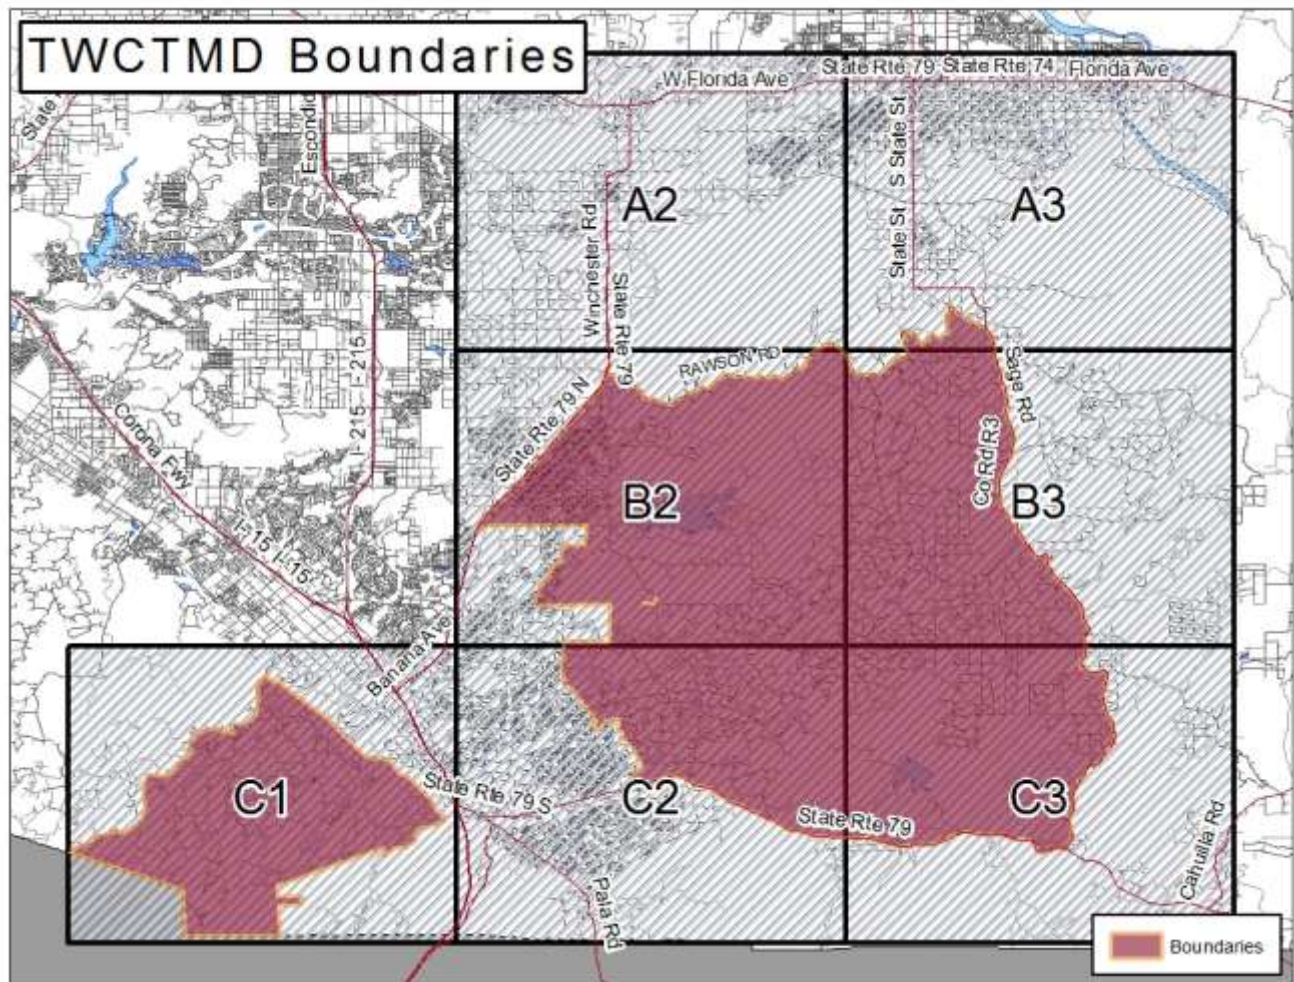 TWCTMD Boundaries
W Florida Ave
State Rte 79
State Rte 74
Florida Ave
Escondido
State St
S State St
A2
A3
Winchester Rd
State Rte 79
State Rte 79 N
RAWSON RD
Sage Rd
Co Rd R3
I-215
I-215
Corona Fwy
I-15
I-15
B2
B3
Banana Ave
C1
State Rte 79 S
C2
C3
State Rte 79
Pala Rd
Cahuilla Rd
Boundaries